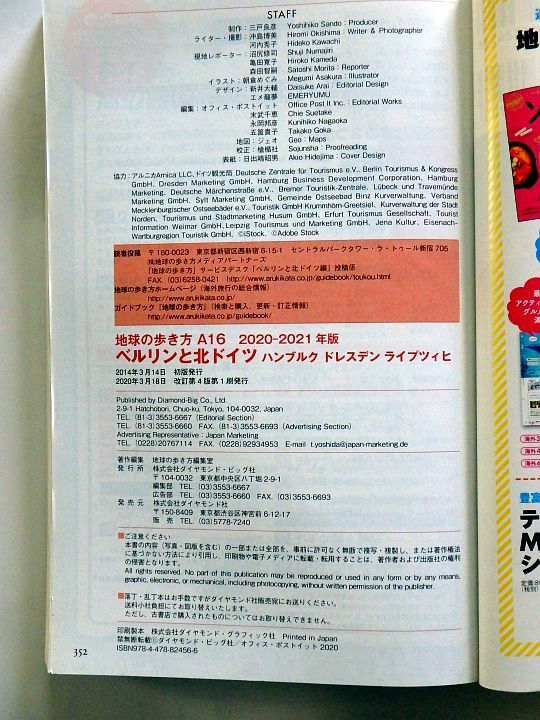 STAFF
制作：三戸良彦 Yoshihiko Sando : Producer
ライター・撮影：沖島博美 Hiromi Okishima : Writer & Photographer
河内秀子 Hideko Kawachi
現地レポーター：沼尻修司 Shuji Numajiri
亀田寛子 Hiroko Kameda
森田智嗣 Satoshi Morita : Reporter
イラスト：朝倉めぐみ Megumi Asakura : Illustrator
デザイン：新井大輔 Daisuke Arai : Editorial Design
エメ龍夢 EMERYUMU
編集：オフィス・ポストイット Office Post It Inc. : Editorial Works
末武千恵 Chie Suetake
永岡邦彦 Kunihiko Nagaoka
五箇貴子 Takako Goka
地図：ジェオ Geo : Maps
校正：槍楯社 Sojunsha : Proofreading
表紙：日出嶋昭男 Akio Hidejima : Cover Design
協力：アルニカArnica LLC. ドイツ観光局 Deutsche Zentrale für Tourismus e.V., Berlin Tourismus & Kongress
GmbH, Dresden Marketing GmbH, Hamburg Business Development Corporation, Hamburg
Marketing, Deutsche Märchenstraße e.V., Bremer Touristik-Zentrale, Lübeck und Travemünde
Marketing GmbH, Sylt Marketing GmbH, Gemeinde Ostseebad Binz Kurverwaltung, Verband
Mecklenburgischer Ostseebäder e.V., Touristik GmbH Krummhörn-Greetsiel, Kurverwaltung der Stadt
Norden, Tourismus und Stadtmarketing Husum GmbH, Erfurt Tourismus Gesellschaft, Tourist
Information Weimar GmbH, Leipzig Tourismus und Marketing GmbH, Jena Kultur, Eisenach-
Wartburgregion Touristik GmbH, ©iStock, ©Adobe Stock
読者投稿 〒160-0023 東京都新宿区西新宿6-15-1 セントラルパークタワー・ラ・トゥール新宿 705
㈱地球の歩き方メディアパートナーズ
「地球の歩き方」サービスデスク「ベルリンと北ドイツ編」投稿係
FAX. (03)6258-0421 http://www.arukikata.co.jp/guidebook/toukou.html
地球の歩き方ホームページ（海外旅行の総合情報）
http://www.arukikata.co.jp/
ガイドブック『地球の歩き方』（検索と購入、更新・訂正情報）
http://www.arukikata.co.jp/guidebook/
地球の歩き方 A16 2020-2021年版
ベルリンと北ドイツ ハンブルク ドレスデン ライプツィヒ
2014年3月14日 初版発行
2020年3月18日 改訂第4版第1刷発行
Published by Diamond-Big Co., Ltd.
2-9-1 Hatchobori, Chuo-ku, Tokyo, 104-0032, Japan
TEL (81-3)3553-6667 (Editorial Section)
TEL (81-3)3553-6660 FAX. (81-3)3553-6693 (Advertising Section)
Advertising Representative : Japan Marketing
TEL (0228)20767114 FAX. (0228)92934953 E-mail t.yoshida@japan-marketing.de
著作編集 地球の歩き方編集室
発行所 株式会社ダイヤモンド・ビッグ社
〒104-0032 東京都中央区八丁堀2-9-1
編集部 TEL (03)3553-6667
広告部 TEL (03)3553-6660 FAX. (03)3553-6693
発売元 株式会社ダイヤモンド社
〒150-8409 東京都渋谷区神宮前6-12-17
販売 TEL (03)5778-7240
■ご注意ください
本書の内容（写真・図版を含む）の一部または全部を、事前に許可なく無断で複写・複製し、または著作権法
に基づかない方法により引用し、印刷物や電子メディアに転載・転用することは、著作者および出版社の権利
の侵害となります。
All rights reserved. No part of this publication may be reproduced or used in any form or by any means,
graphic, electronic, or mechanical, including photocopying, without written permission of the publisher.
■落丁・乱丁本はお手数ですがダイヤモンド社販売宛にお送りください。
送料小社負担にてお取り替えいたします。
ただし、古書店で購入されたものについてはお取り替えできません。
印刷製本 株式会社ダイヤモンド・グラフィック社 Printed in Japan
禁無断転載©ダイヤモンド・ビッグ社／オフィス・ポストイット 2020
ISBN978-4-478-82456-6
352